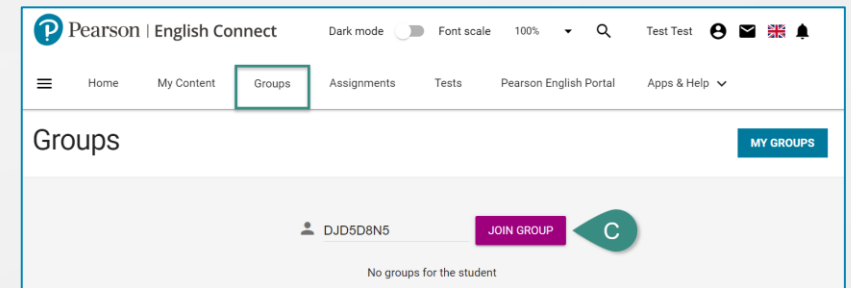 Pearson | English Connect Dark mode Font scale 100% Test Test
Home My Content Groups Assignments Tests Pearson English Portal Apps & Help
Groups MY GROUPS
DJD5D8N5 JOIN GROUP C
No groups for the student